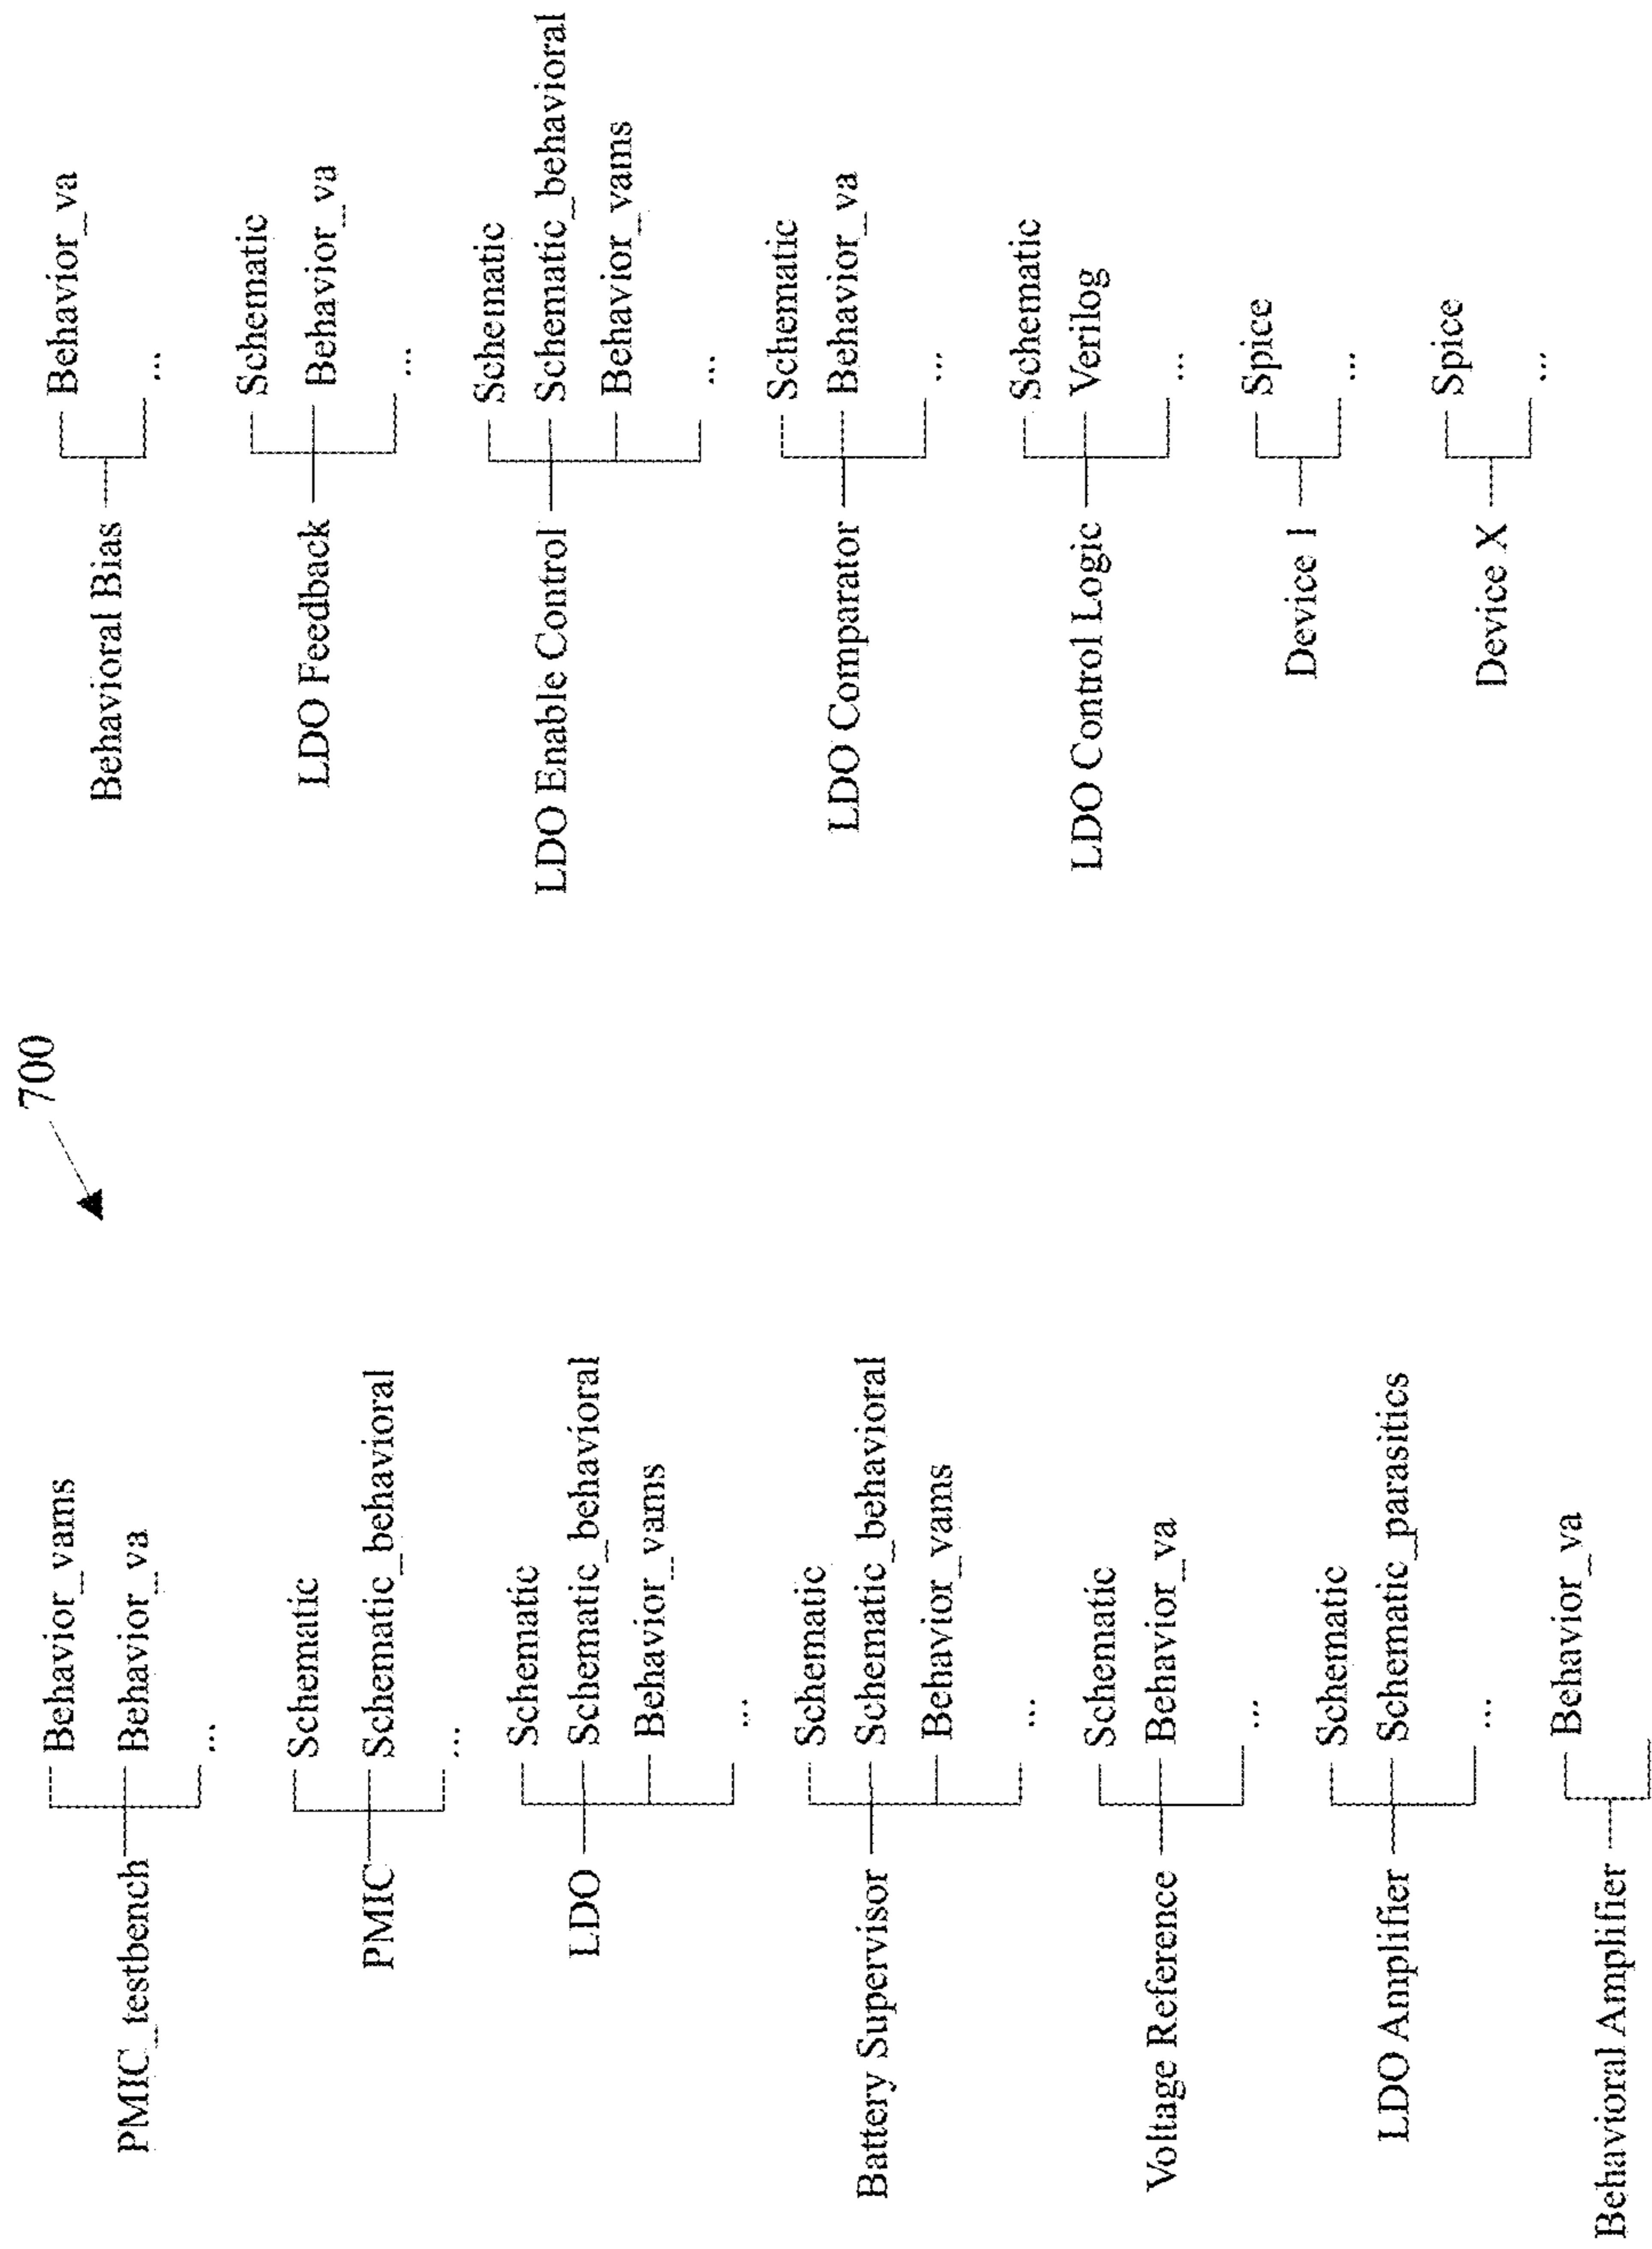 700
PMIC_testbench
Behavior_vams
Behavior_va
...
PMIC
Schematic
Schematic_behavioral
...
LDO
Schematic
Schematic_behavioral
Behavior_vams
...
Battery Supervisor
Schematic
Schematic_behavioral
Behavior_vams
...
Voltage Reference
Schematic
Behavior_va
...
LDO Amplifier
Schematic
Schematic_parasitics
...
Behavioral Amplifier
Behavior_va
Behavioral Bias
Behavior_va
...
LDO Feedback
Schematic
Behavior_va
...
LDO Enable Control
Schematic
Schematic_behavioral
Behavior_vams
...
LDO Comparator
Schematic
Behavior_va
...
LDO Control Logic
Schematic
Verilog
...
Device 1
Spice
...
Device X
Spice
...